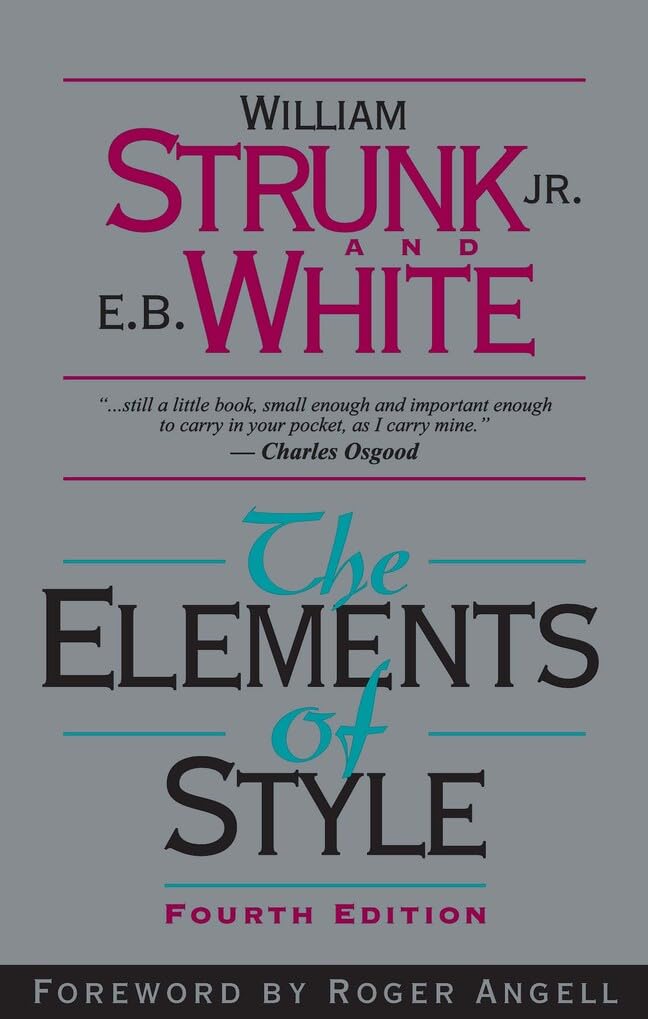 WILLIAM
STRUNK JR.
AND
E.B. WHITE
“...still a little book, small enough and important enough
to carry in your pocket, as I carry mine.”
— Charles Osgood
The
ELEMENTS
of
STYLE
FOURTH EDITION
FOREWORD BY ROGER ANGELL